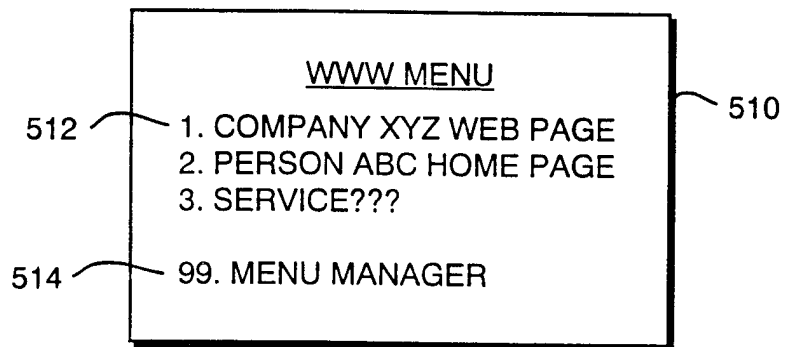 WWW MENU
510
512
1. COMPANY XYZ WEB PAGE
2. PERSON ABC HOME PAGE
3. SERVICE???
514
99. MENU MANAGER